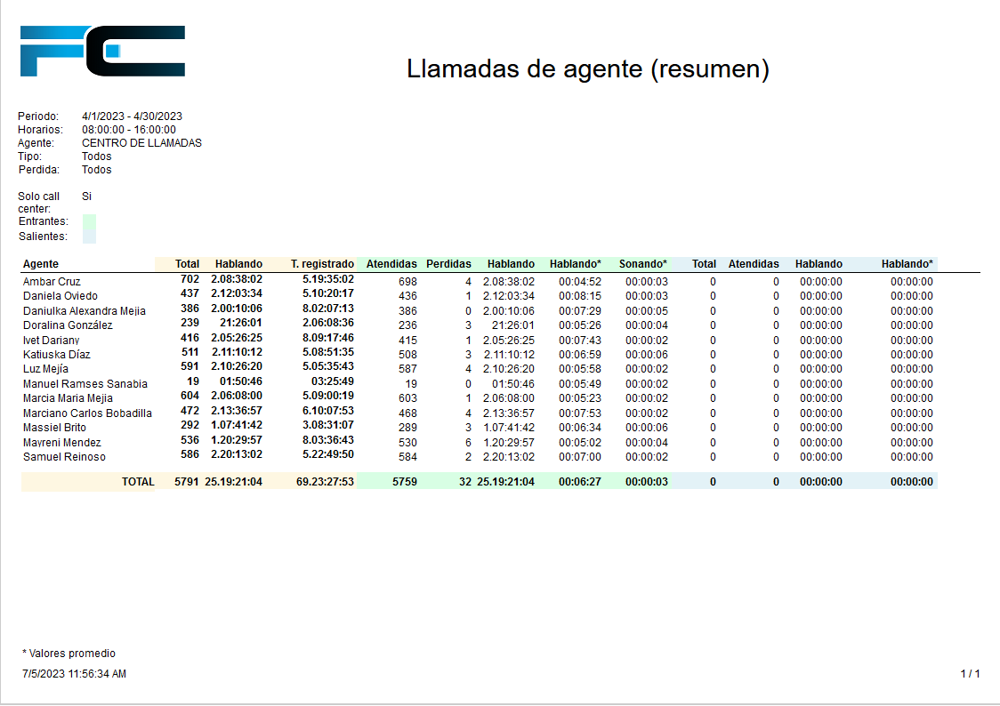 FC
Llamadas de agente (resumen)
Periodo: 4/1/2023 - 4/30/2023
Horarios: 08:00:00 - 16:00:00
Agente: CENTRO DE LLAMADAS
Tipo: Todos
Perdida: Todos
Solo call center: Si
Entrantes:
Salientes:
Agente Total Hablando T. registrado Atendidas Perdidas Hablando Hablando* Sonando* Total Atendidas Hablando Hablando*
Ambar Cruz 702 2.08:38:02 5.19:35:02 698 4 2.08:38:02 00:04:52 00:00:03 0 0 00:00:00 00:00:00
Daniela Oviedo 437 2.12:03:34 5.10:20:17 436 1 2.12:03:34 00:08:15 00:00:03 0 0 00:00:00 00:00:00
Daniulka Alexandra Mejia 386 2.00:10:06 8.02:07:13 386 0 2.00:10:06 00:07:29 00:00:05 0 0 00:00:00 00:00:00
Doralina González 239 21:26:01 2.06:08:36 236 3 21:26:01 00:05:26 00:00:04 0 0 00:00:00 00:00:00
Ivet Dariany 416 2.05:26:25 8.09:17:46 415 1 2.05:26:25 00:07:43 00:00:02 0 0 00:00:00 00:00:00
Katiuska Díaz 511 2.11:10:12 5.08:51:35 508 3 2.11:10:12 00:06:59 00:00:06 0 0 00:00:00 00:00:00
Luz Mejía 591 2.10:26:20 5.05:35:43 587 4 2.10:26:20 00:05:58 00:00:02 0 0 00:00:00 00:00:00
Manuel Ramses Sanabia 19 01:50:46 03:25:49 19 0 01:50:46 00:05:49 00:00:02 0 0 00:00:00 00:00:00
Marcia Maria Mejia 604 2.06:08:00 5.09:00:19 603 1 2.06:08:00 00:05:23 00:00:02 0 0 00:00:00 00:00:00
Marciano Carlos Bobadilla 472 2.13:36:57 6.10:07:53 468 4 2.13:36:57 00:07:53 00:00:02 0 0 00:00:00 00:00:00
Massiel Brito 292 1.07:41:42 3.08:31:07 289 3 1.07:41:42 00:06:34 00:00:06 0 0 00:00:00 00:00:00
Mayreni Mendez 536 1.20:29:57 8.03:36:43 530 6 1.20:29:57 00:05:02 00:00:04 0 0 00:00:00 00:00:00
Samuel Reinoso 586 2.20:13:02 5.22:49:50 584 2 2.20:13:02 00:07:00 00:00:02 0 0 00:00:00 00:00:00
TOTAL 5791 25.19:21:04 69.23:27:53 5759 32 25.19:21:04 00:06:27 00:00:03 0 0 00:00:00 00:00:00
* Valores promedio
7/5/2023 11:56:34 AM 1 / 1